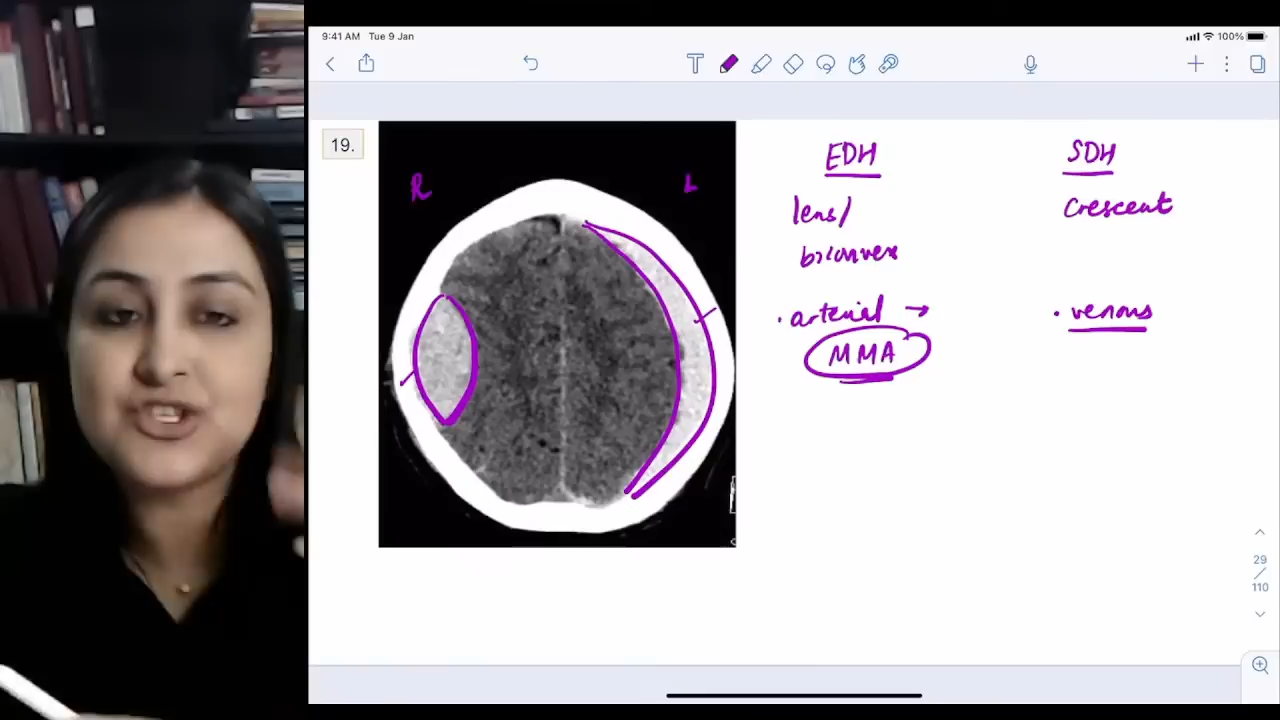 9:41 AM Tue 9 Jan
100%
19.
R
L
EDH
SDH
lens/
biconvex
crescent
• arterial →
• venous
MMA
29
/
110